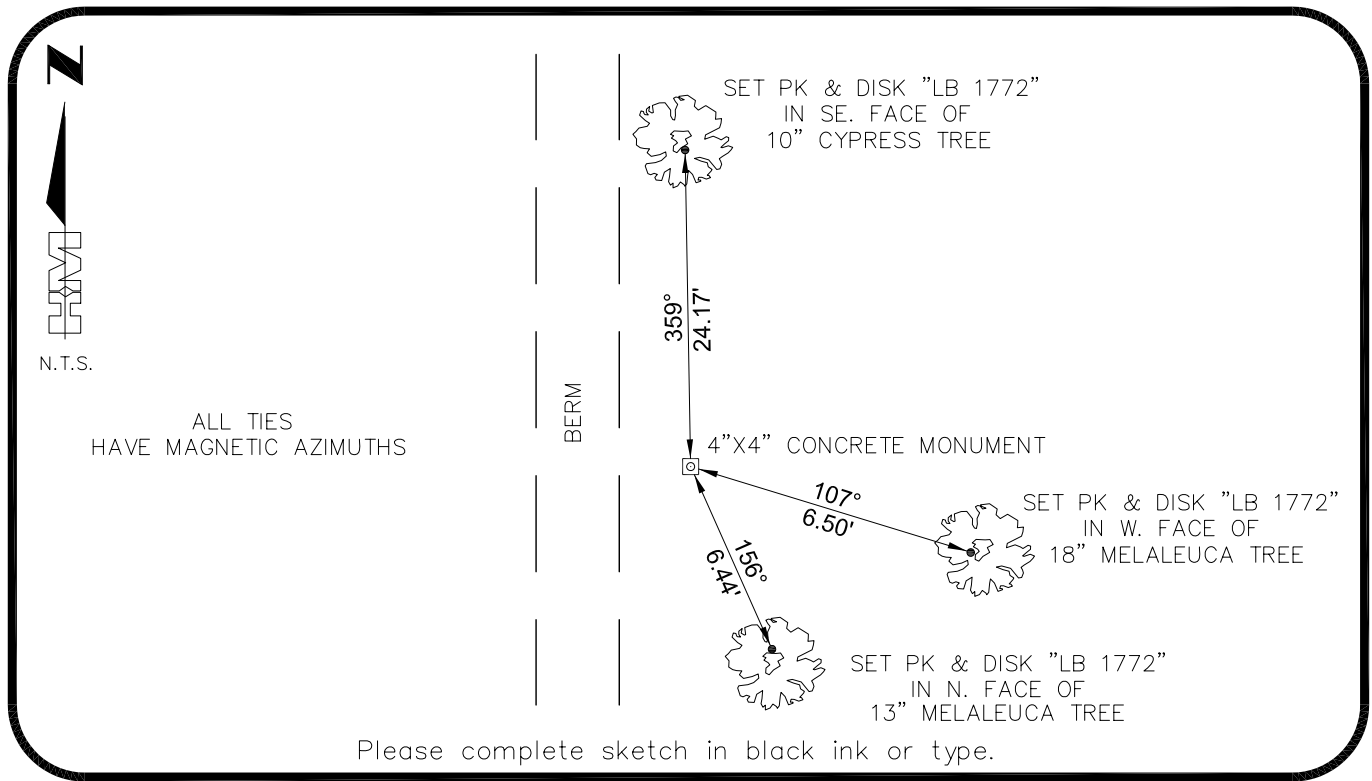 N
HM
N.T.S.
SET PK & DISK "LB 1772"
IN SE. FACE OF
10" CYPRESS TREE
359°
24.17'
ALL TIES
HAVE MAGNETIC AZIMUTHS
BERM
4"X4" CONCRETE MONUMENT
107°
6.50'
SET PK & DISK "LB 1772"
IN W. FACE OF
18" MELALEUCA TREE
156°
6.44'
SET PK & DISK "LB 1772"
IN N. FACE OF
13" MELALEUCA TREE
Please complete sketch in black ink or type.